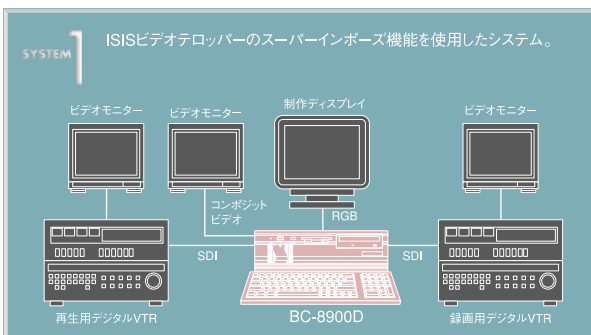 SYSTEM 1
ISISビデオテロッパーのスーパーインポーズ機能を使用したシステム。
ビデオモニター
ビデオモニター
制作ディスプレイ
ビデオモニター
コンポジット
ビデオ
RGB
SDI
SDI
再生用デジタルVTR
BC-8900D
録画用デジタルVTR